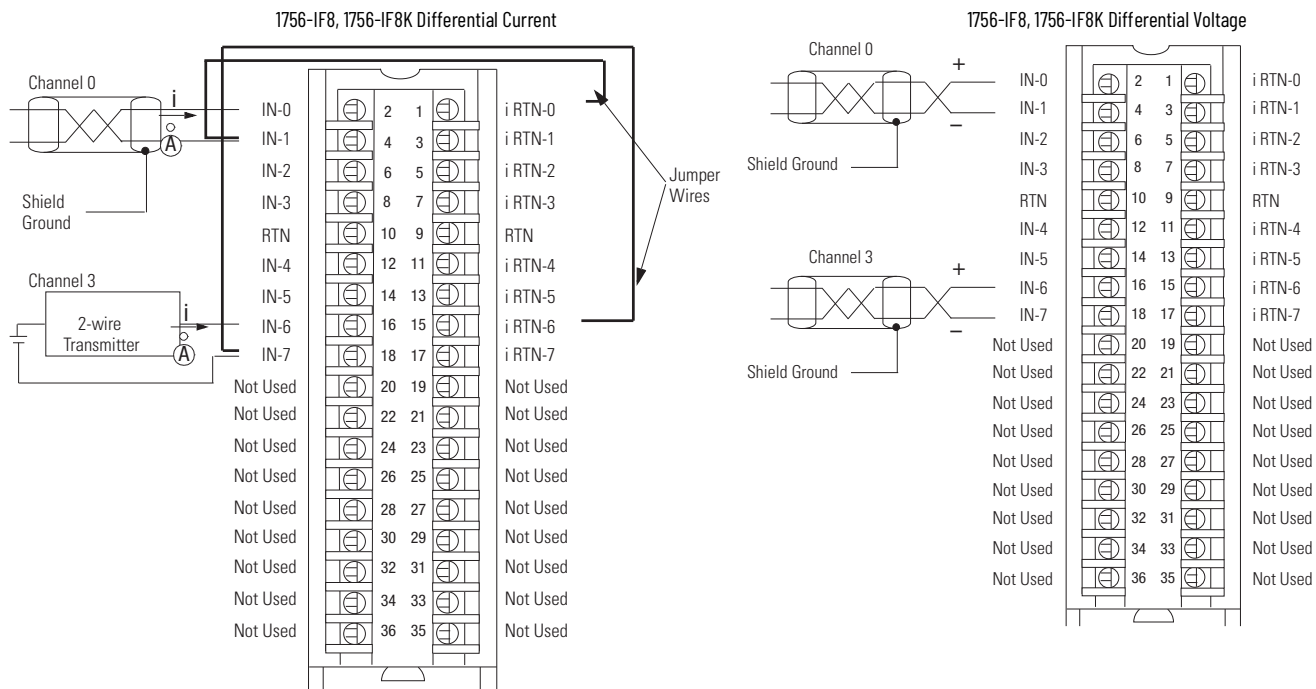 1756-IF8, 1756-IF8K Differential Current
Channel 0
i
A
Shield
Ground
Channel 3
2-wire
Transmitter
i
A
Jumper
Wires
IN-0 2 1 i RTN-0
IN-1 4 3 i RTN-1
IN-2 6 5 i RTN-2
IN-3 8 7 i RTN-3
RTN 10 9 RTN
IN-4 12 11 i RTN-4
IN-5 14 13 i RTN-5
IN-6 16 15 i RTN-6
IN-7 18 17 i RTN-7
Not Used 20 19 Not Used
Not Used 22 21 Not Used
Not Used 24 23 Not Used
Not Used 26 25 Not Used
Not Used 28 27 Not Used
Not Used 30 29 Not Used
Not Used 32 31 Not Used
Not Used 34 33 Not Used
Not Used 36 35 Not Used
1756-IF8, 1756-IF8K Differential Voltage
Channel 0
+
–
Shield Ground
Channel 3
+
–
Shield Ground
IN-0 2 1 i RTN-0
IN-1 4 3 i RTN-1
IN-2 6 5 i RTN-2
IN-3 8 7 i RTN-3
RTN 10 9 RTN
IN-4 12 11 i RTN-4
IN-5 14 13 i RTN-5
IN-6 16 15 i RTN-6
IN-7 18 17 i RTN-7
Not Used 20 19 Not Used
Not Used 22 21 Not Used
Not Used 24 23 Not Used
Not Used 26 25 Not Used
Not Used 28 27 Not Used
Not Used 30 29 Not Used
Not Used 32 31 Not Used
Not Used 34 33 Not Used
Not Used 36 35 Not Used